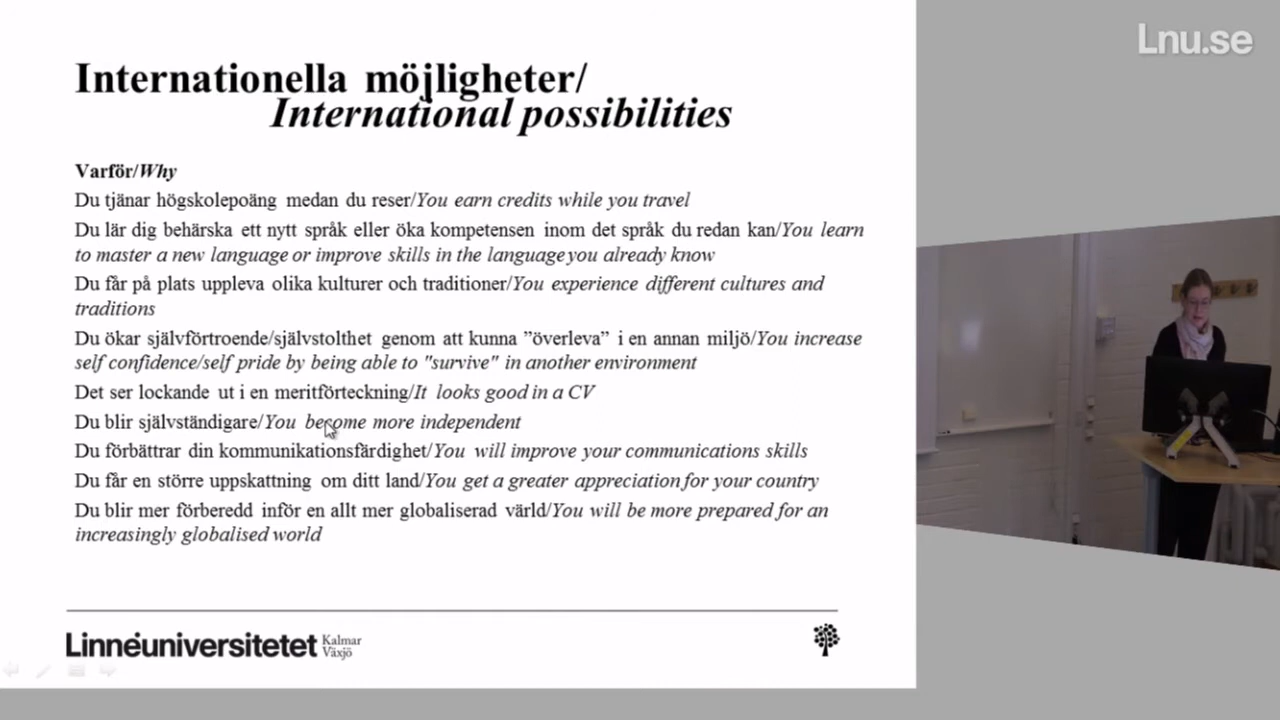 Lnu.se
Internationella möjligheter/
International possibilities
Varför/Why
Du tjänar högskolepoäng medan du reser/You earn credits while you travel
Du lär dig behärska ett nytt språk eller öka kompetensen inom det språk du redan kan/You learn
to master a new language or improve skills in the language you already know
Du får på plats uppleva olika kulturer och traditioner/You experience different cultures and
traditions
Du ökar självförtroende/självstolthet genom att kunna ”överleva” i en annan miljö/You increase
self confidence/self pride by being able to "survive" in another environment
Det ser lockande ut i en meritförteckning/It looks good in a CV
Du blir självständigare/You become more independent
Du förbättrar din kommunikationsfärdighet/You will improve your communications skills
Du får en större uppskattning om ditt land/You get a greater appreciation for your country
Du blir mer förberedd inför en allt mer globaliserad värld/You will be more prepared for an
increasingly globalised world
Linnéuniversitetet Kalmar
Växjö